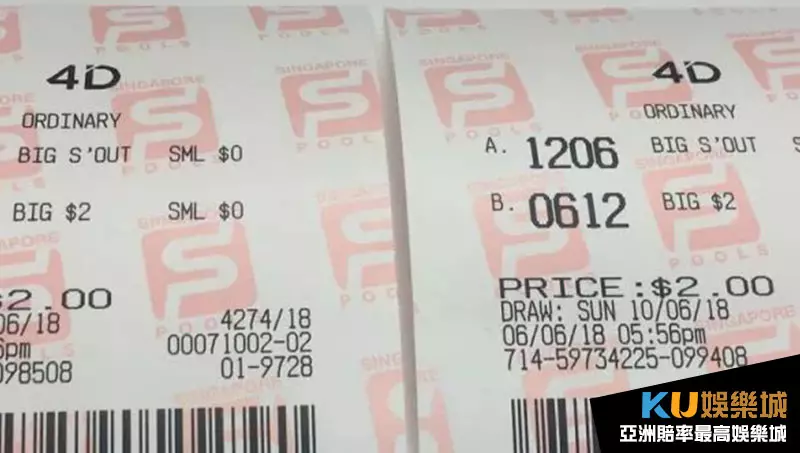 4D
ORDINARY
BIG S'OUT SML $0
BIG $2 SML $0
$2.00
06/18 4274/18
6pm 00071002-02
098508 01-9728
4D
ORDINARY
A. 1206 BIG S'OUT S
B. 0612 BIG $2
PRICE:$2.00
DRAW: SUN 10/06/18
06/06/18 05:56pm
714-59734225-099408
SINGAPORE
POOLS
KU娛樂城
亞洲賠率最高娛樂城